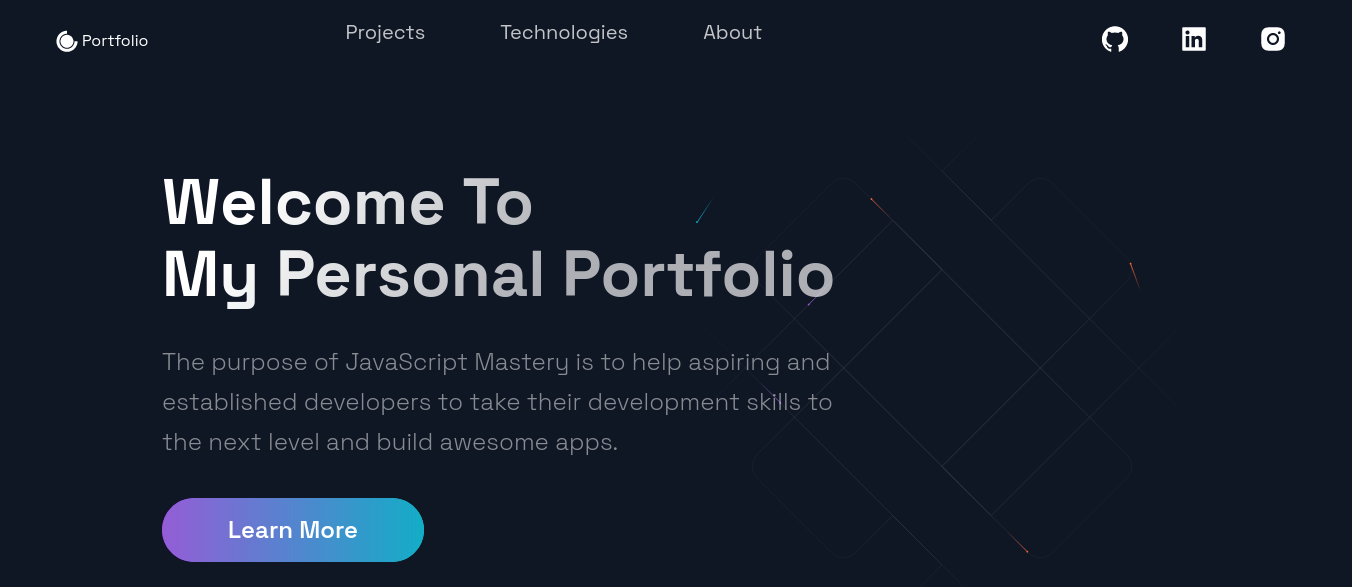 Portfolio
Projects
Technologies
About
Welcome To
My Personal Portfolio
The purpose of JavaScript Mastery is to help aspiring and
established developers to take their development skills to
the next level and build awesome apps.
Learn More